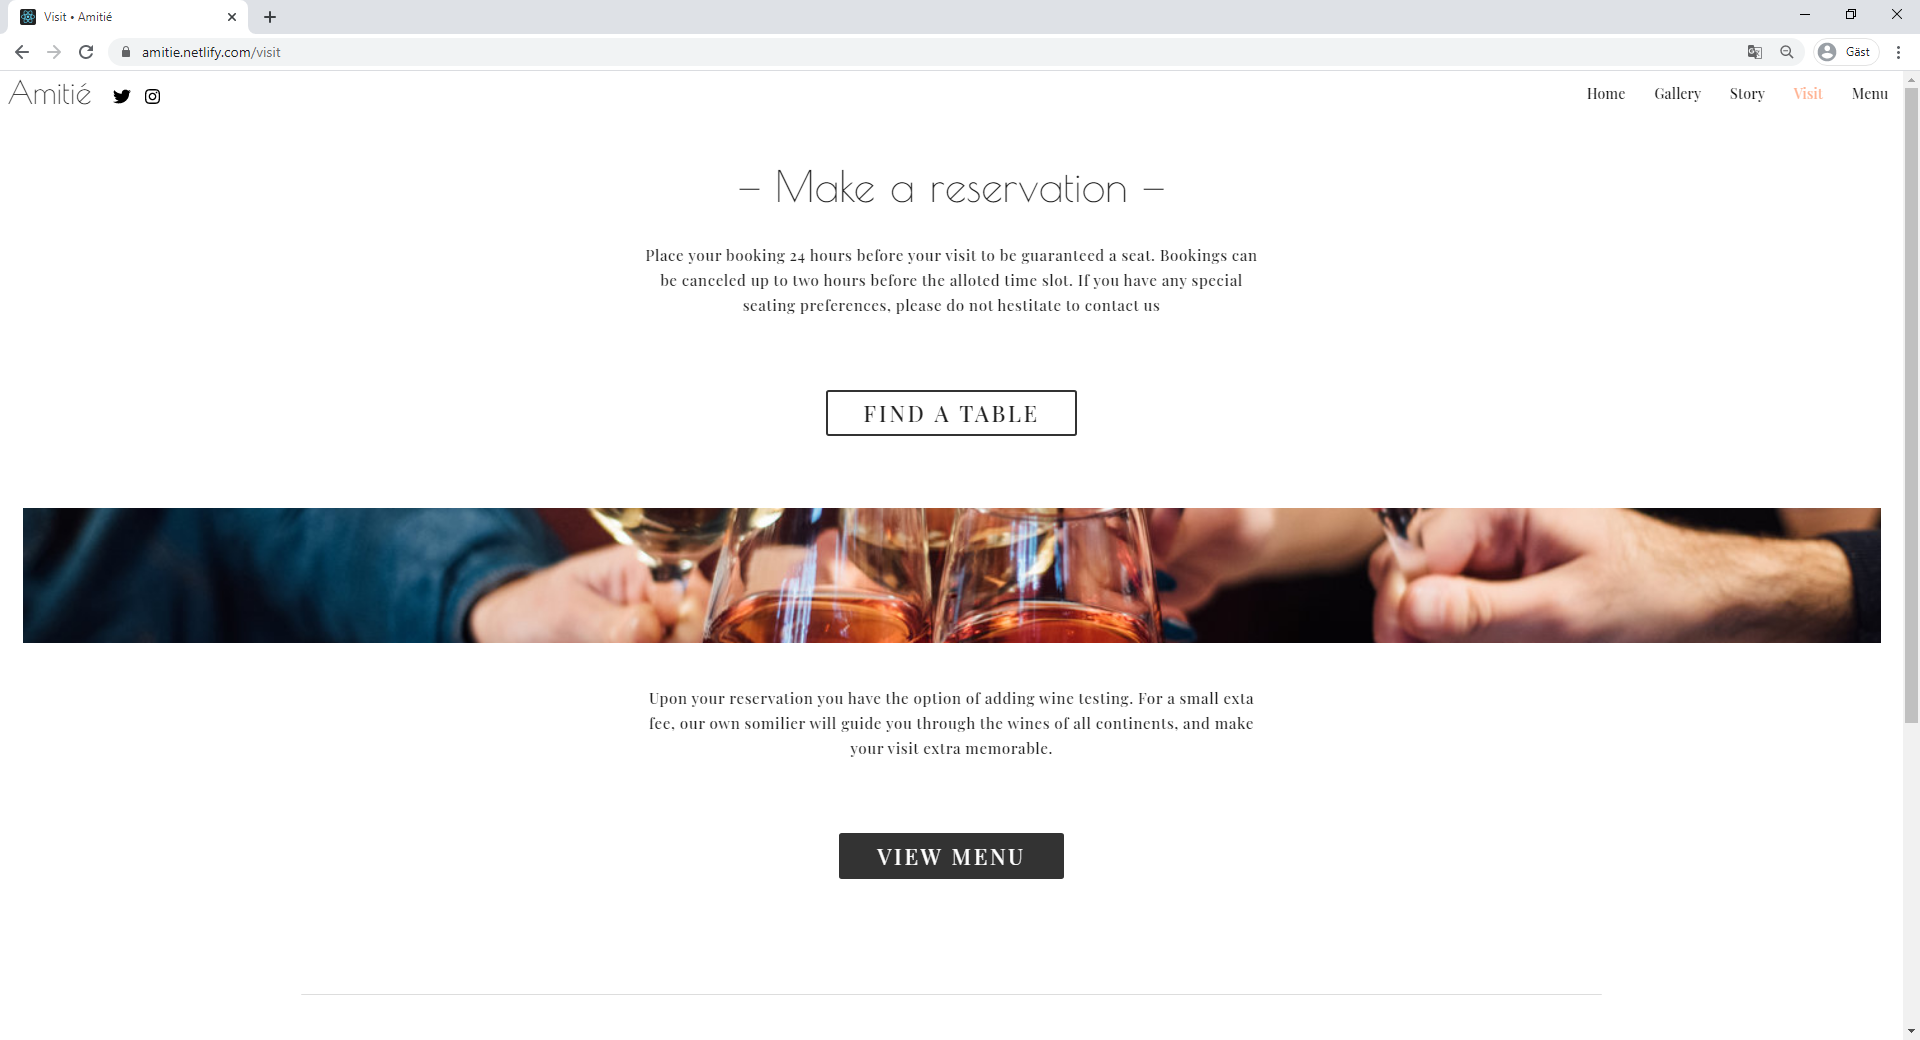 Visit • Amitié
amitie.netlify.com/visit
Gäst
Amitié
Home Gallery Story Visit Menu
– Make a reservation –
Place your booking 24 hours before your visit to be guaranteed a seat. Bookings can
be canceled up to two hours before the alloted time slot. If you have any special
seating preferences, please do not hestitate to contact us
FIND A TABLE
Upon your reservation you have the option of adding wine testing. For a small exta
fee, our own somilier will guide you through the wines of all continents, and make
your visit extra memorable.
VIEW MENU